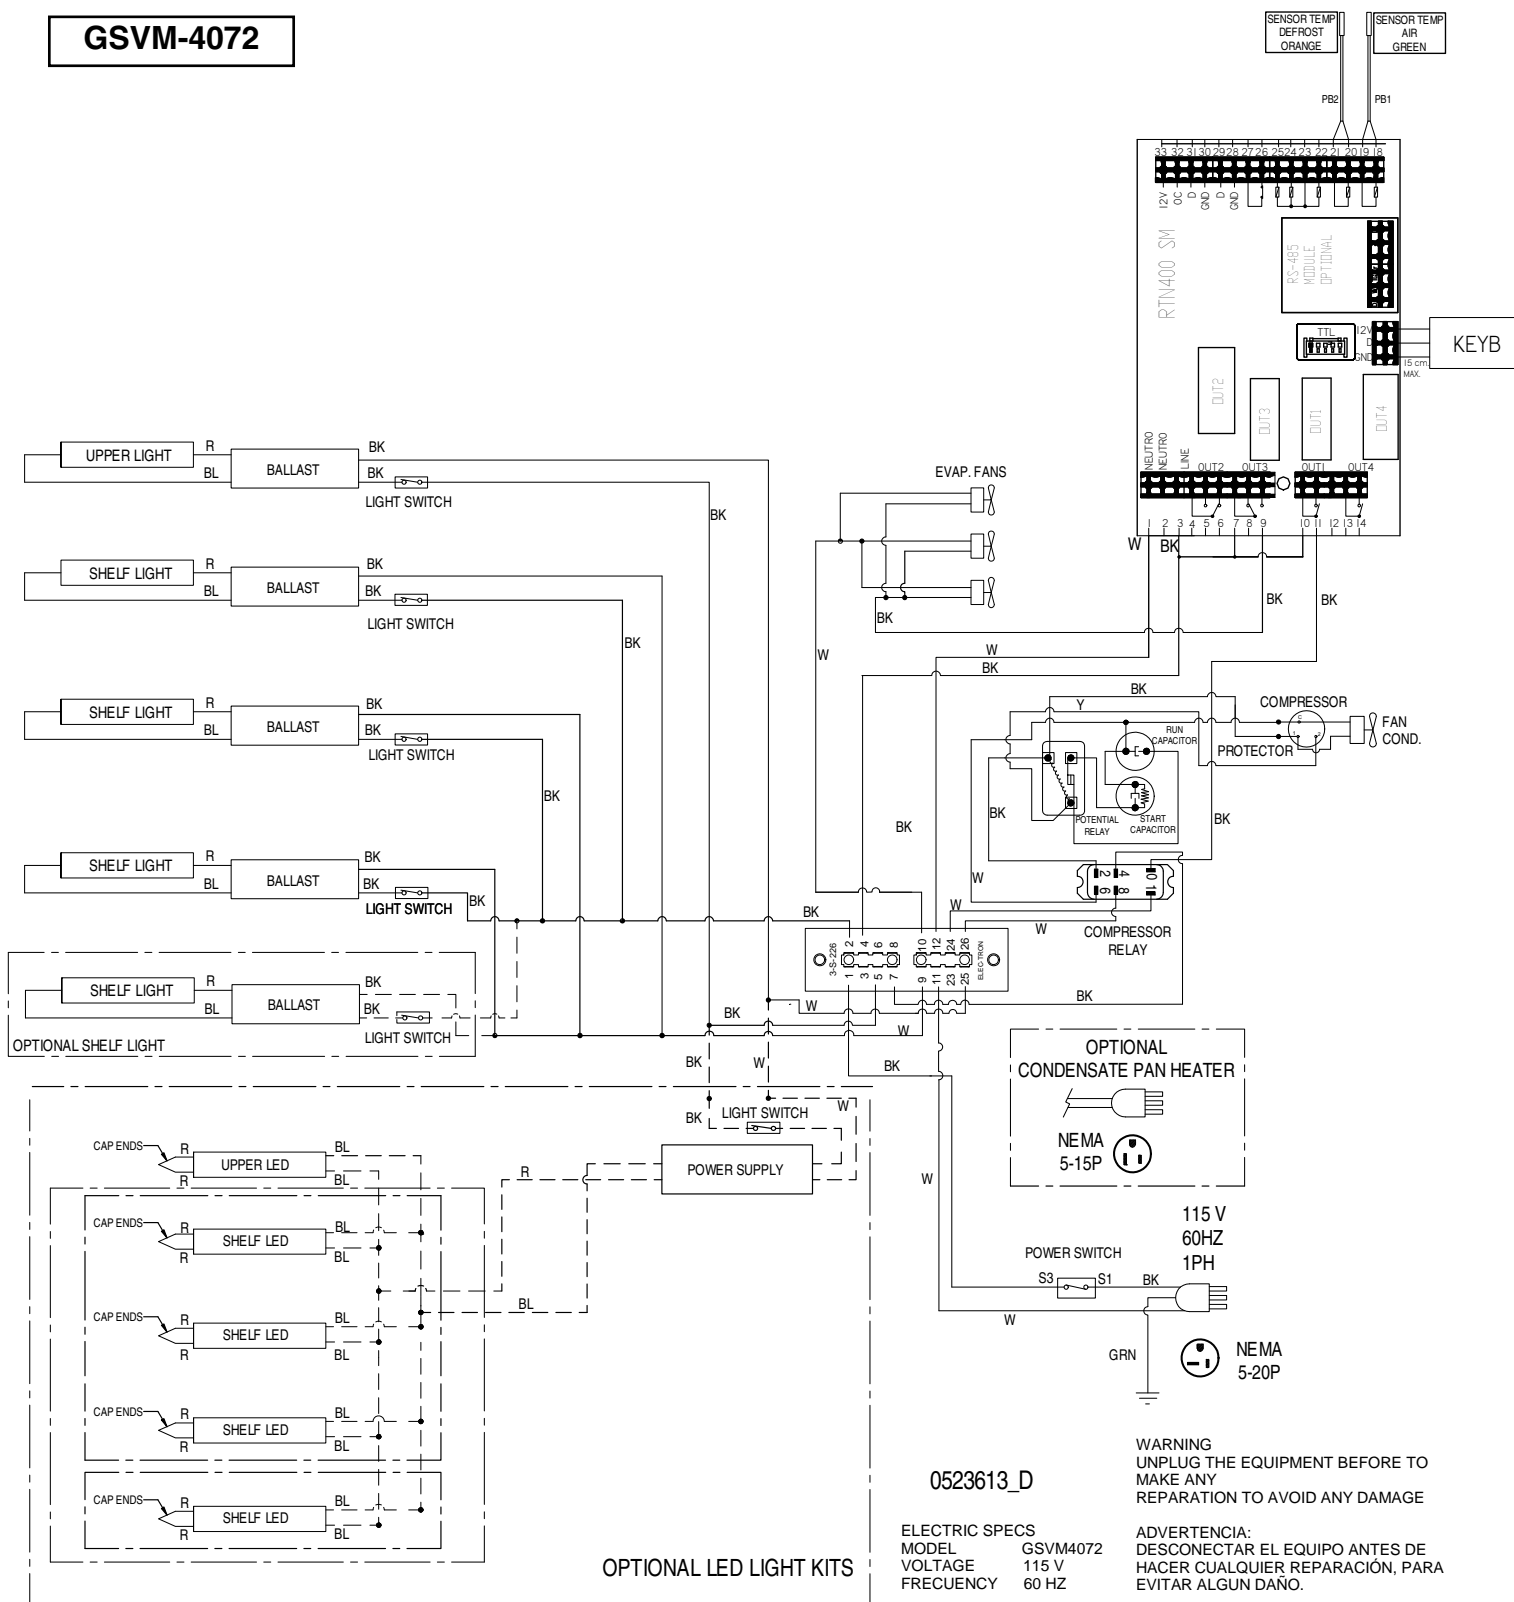 GSVM-4072
SENSOR TEMP
DEFROST
ORANGE
SENSOR TEMP
AIR
GREEN
PB2
PB1
33 32 31 30 29 28 27 26 25 24 23 22 21 20 19 18
12V
OC
D
GND
D
GND
RTN400 SM
RS-485
MODULE
OPTIONAL
TTL
12V
D
GND
15 cm.
MAX.
KEYB
OUT2
OUT3
OUT1
OUT4
NEUTRO
NEUTRO
LINE
OUT2
OUT3
OUT1
OUT4
1 2 3 4 5 6 7 8 9 10 11 12 13 14
W
BK
BK
BK
UPPER LIGHT
R
BL
BALLAST
BK
BK
LIGHT SWITCH
BK
SHELF LIGHT
R
BL
BALLAST
BK
BK
LIGHT SWITCH
BK
SHELF LIGHT
R
BL
BALLAST
BK
BK
LIGHT SWITCH
BK
SHELF LIGHT
R
BL
BALLAST
BK
BK
LIGHT SWITCH
BK
SHELF LIGHT
R
BL
BALLAST
BK
BK
LIGHT SWITCH
OPTIONAL SHELF LIGHT
EVAP. FANS
BK
W
W
BK
BK
Y
COMPRESSOR
C
1
2
FAN
COND.
PROTECTOR
RUN
CAPACITOR
START
CAPACITOR
POTENTIAL
RELAY
BK
BK
BK
W
2 4 0
6 8 1
COMPRESSOR
RELAY
W
W
BK
3-S-226
2 4 6 8 10 12 24 26
1 3 5 7 9 11 23 25
ELEC-TRON
BK
W
BK
W
BK
BK
W
BK
W
LIGHT SWITCH
POWER SUPPLY
R
BL
CAP ENDS
R
R
UPPER LED
BL
BL
CAP ENDS
R
R
SHELF LED
BL
BL
CAP ENDS
R
R
SHELF LED
BL
BL
CAP ENDS
R
R
SHELF LED
BL
BL
CAP ENDS
R
R
SHELF LED
BL
BL
OPTIONAL LED LIGHT KITS
OPTIONAL
CONDENSATE PAN HEATER
NEMA
5-15P
115 V
60HZ
1PH
POWER SWITCH
S3
S1
BK
W
W
GRN
NEMA
5-20P
0523613_D
ELECTRIC SPECS
MODEL GSVM4072
VOLTAGE 115 V
FRECUENCY 60 HZ
WARNING
UNPLUG THE EQUIPMENT BEFORE TO
MAKE ANY
REPARATION TO AVOID ANY DAMAGE
ADVERTENCIA:
DESCONECTAR EL EQUIPO ANTES DE
HACER CUALQUIER REPARACIÓN, PARA
EVITAR ALGUN DAÑO.